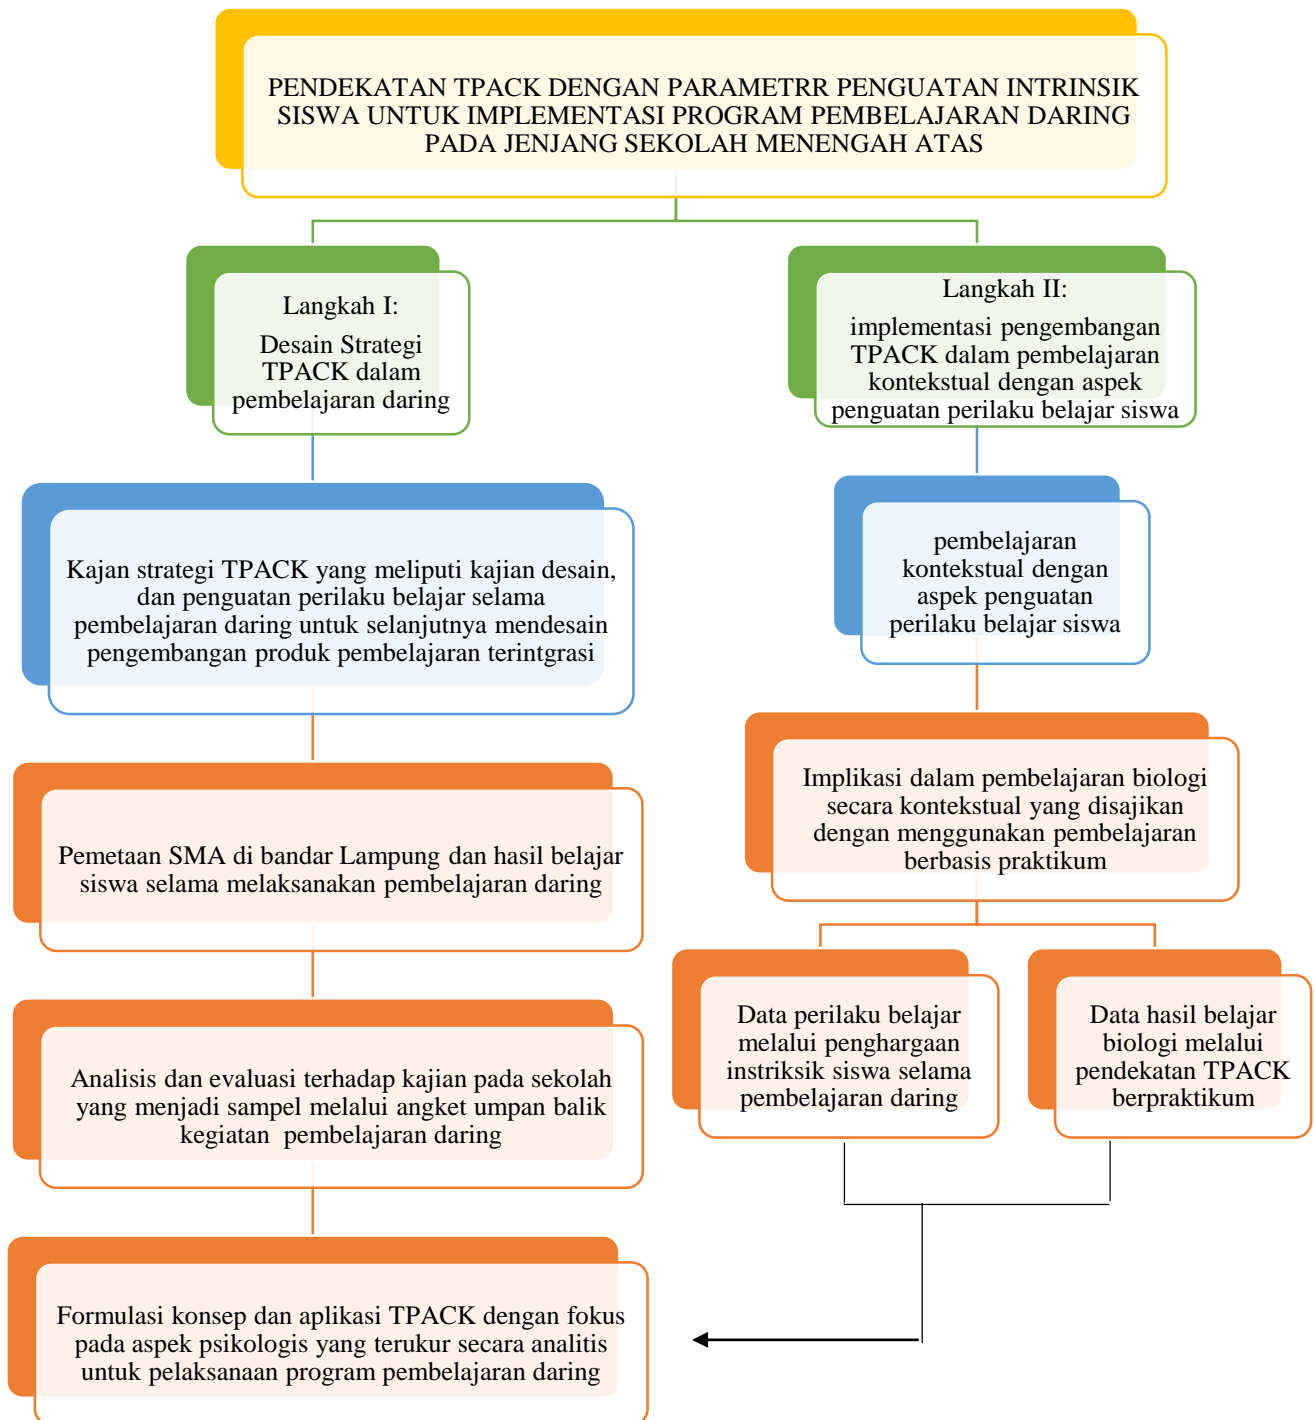 PENDEKATAN TPACK DENGAN PARAMETRR PENGUATAN INTRINSIK
SISWA UNTUK IMPLEMENTASI PROGRAM PEMBELAJARAN DARING
PADA JENJANG SEKOLAH MENENGAH ATAS
Langkah I:
Desain Strategi
TPACK dalam
pembelajaran daring
Langkah II:
implementasi pengembangan
TPACK dalam pembelajaran
kontekstual dengan aspek
penguatan perilaku belajar siswa
Kajan strategi TPACK yang meliputi kajian desain,
dan penguatan perilaku belajar selama
pembelajaran daring untuk selanjutnya mendesain
pengembangan produk pembelajaran terintgrasi
pembelajaran
kontekstual dengan
aspek penguatan
perilaku belajar siswa
Pemetaan SMA di bandar Lampung dan hasil belajar
siswa selama melaksanakan pembelajaran daring
Implikasi dalam pembelajaran biologi
secara kontekstual yang disajikan
dengan menggunakan pembelajaran
berbasis praktikum
Analisis dan evaluasi terhadap kajian pada sekolah
yang menjadi sampel melalui angket umpan balik
kegiatan  pembelajaran daring
Data perilaku belajar
melalui penghargaan
instriksik siswa selama
pembelajaran daring
Data hasil belajar
biologi melalui
pendekatan TPACK
berpraktikum
Formulasi konsep dan aplikasi TPACK dengan fokus
pada aspek psikologis yang terukur secara analitis
untuk pelaksanaan program pembelajaran daring